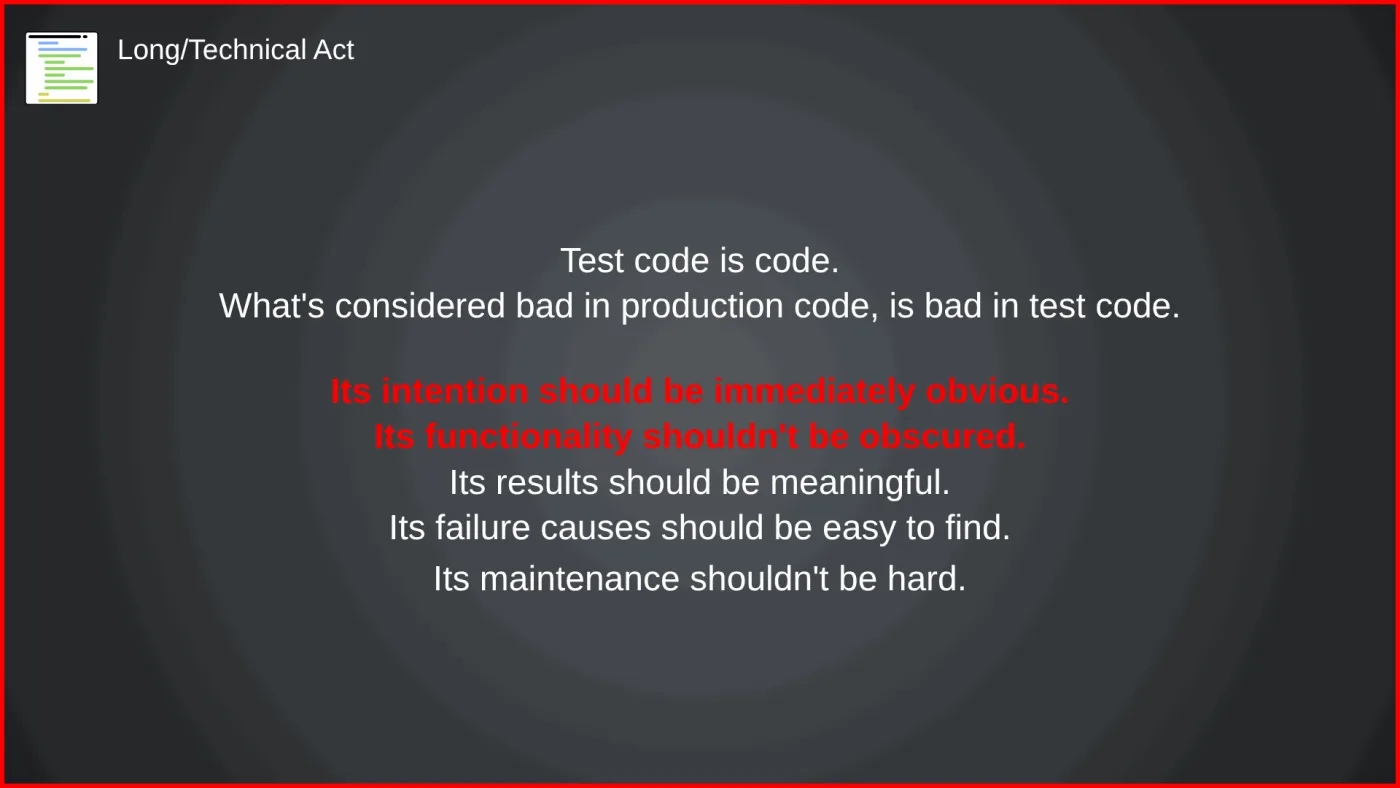 Long/Technical Act
Test code is code.
What's considered bad in production code, is bad in test code.
Its intention should be immediately obvious.
Its functionality shouldn't be obscured.
Its results should be meaningful.
Its failure causes should be easy to find.
Its maintenance shouldn't be hard.